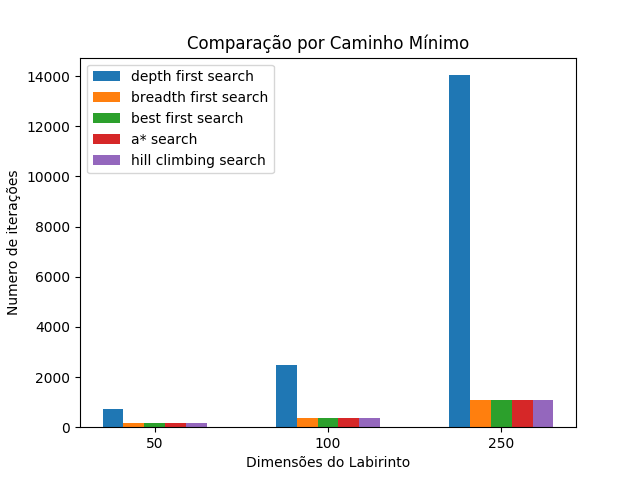 Comparação por Caminho Mínimo
depth first search
breadth first search
best first search
a* search
hill climbing search
14000
12000
10000
8000
6000
4000
2000
0
Numero de iterações
50 100 250
Dimensões do Labirinto